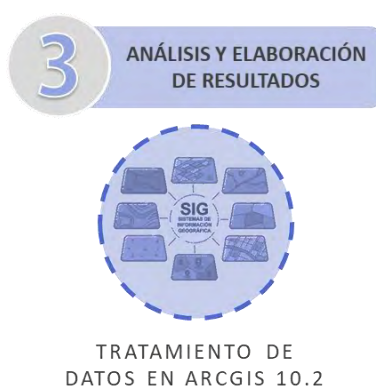 3
ANÁLISIS Y ELABORACIÓN
DE RESULTADOS
SIG
SISTEMAS DE
INFORMACIÓN
GEOGRÁFICA
TRATAMIENTO DE
DATOS EN ARCGIS 10.2